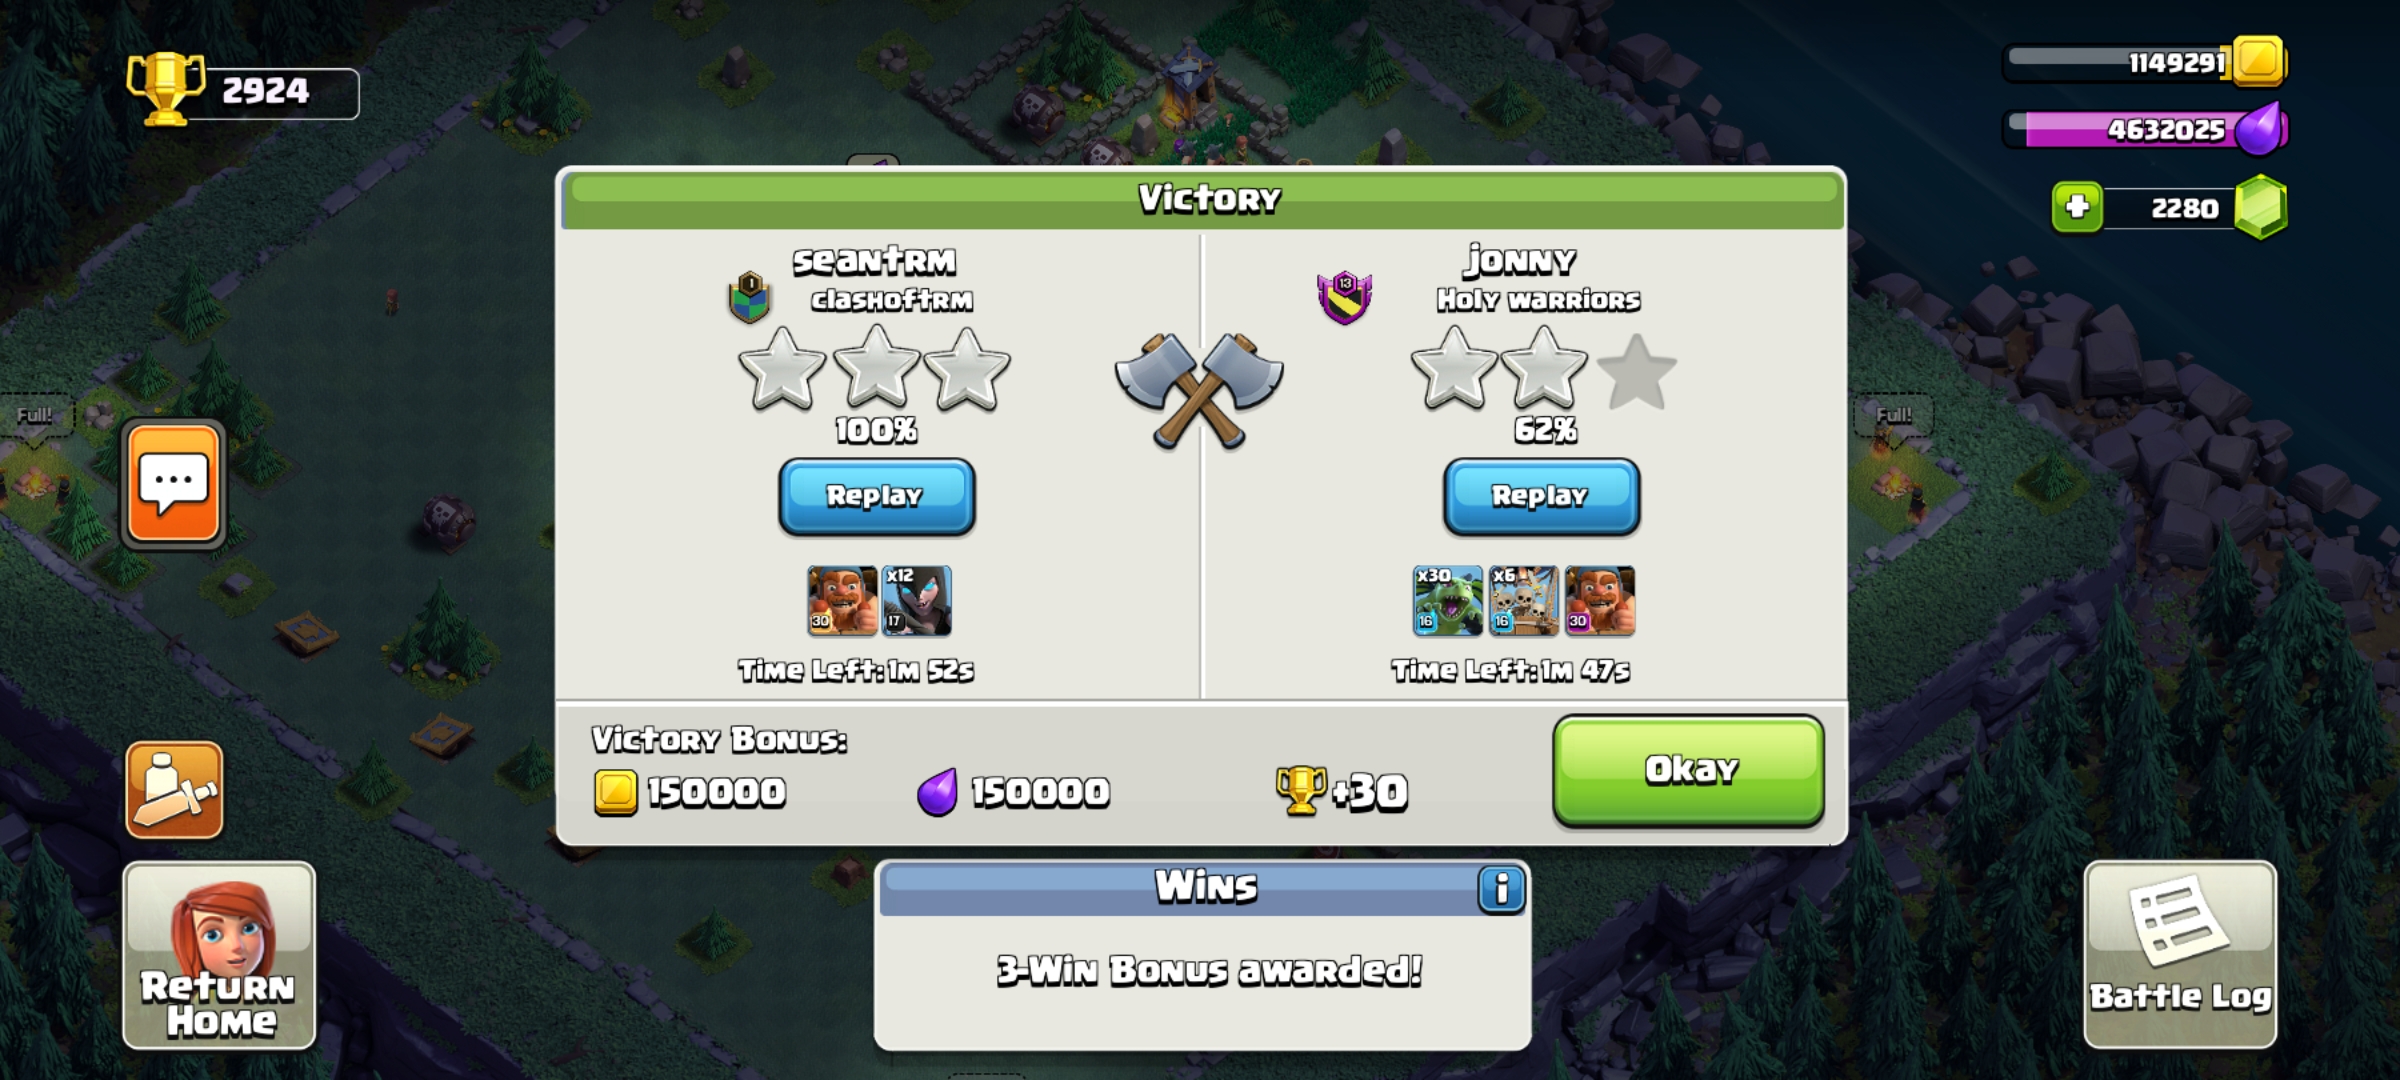 2924
1149291
4632025
2280
Victory
seantrm
clashoftrm
1
100%
Replay
30
x12
17
Time Left: 1m 52s
jonny
Holy warriors
13
62%
Replay
x30
16
x6
16
30
Time Left: 1m 47s
Victory Bonus:
150000
150000
+30
Okay
Wins
i
3-Win Bonus awarded!
Full!
Full!
Return
Home
Battle Log